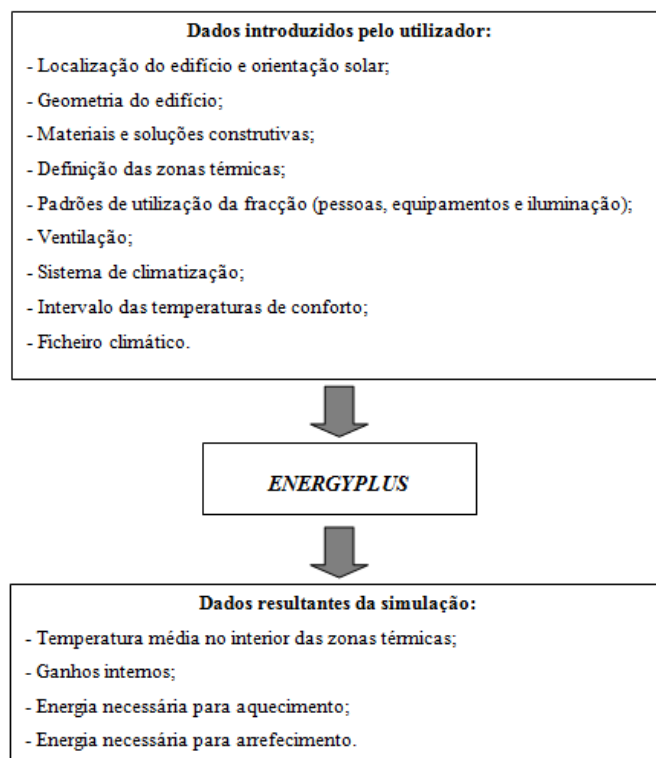 Dados introduzidos pelo utilizador:
- Localização do edifício e orientação solar;
- Geometria do edifício;
- Materiais e soluções construtivas;
- Definição das zonas térmicas;
- Padrões de utilização da fracção (pessoas, equipamentos e iluminação);
- Ventilação;
- Sistema de climatização;
- Intervalo das temperaturas de conforto;
- Ficheiro climático.
ENERGYPLUS
Dados resultantes da simulação:
- Temperatura média no interior das zonas térmicas;
- Ganhos internos;
- Energia necessária para aquecimento;
- Energia necessária para arrefecimento.